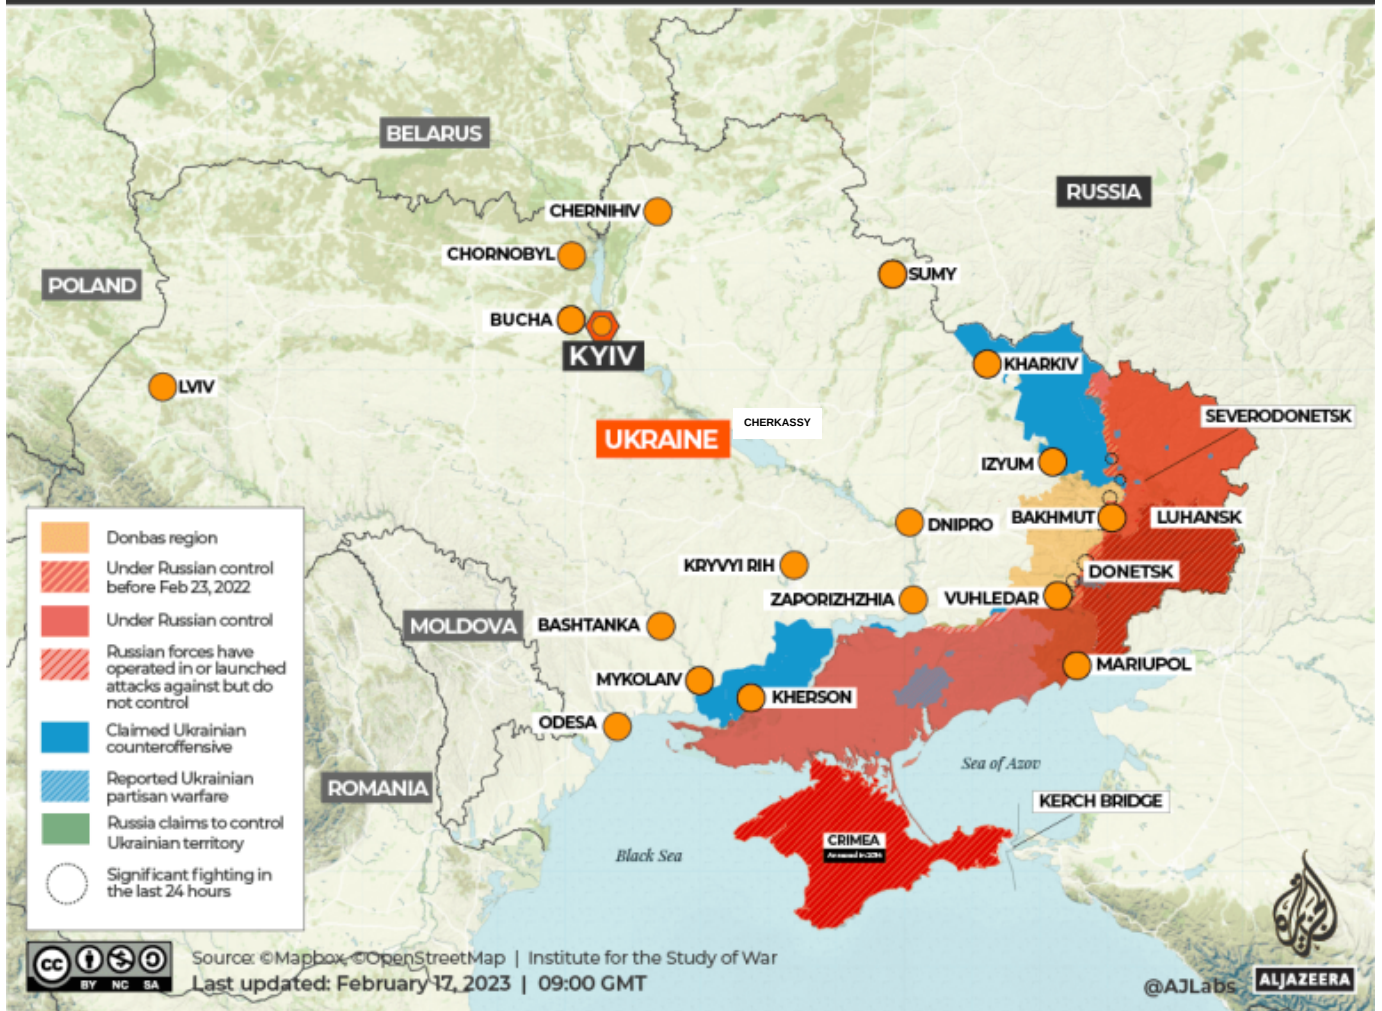 BELARUS
RUSSIA
CHERNIHIV
CHORNOBYL
SUMY
POLAND
BUCHA
KYIV
KHARKIV
LVIV
SEVERODONETSK
CHERKASSY
UKRAINE
IZYUM
BAKHMUT
LUHANSK
DNIPRO
KRYVYI RIH
DONETSK
ZAPORIZHZHIA
VUHLEDAR
MOLDOVA
BASHTANKA
MARIUPOL
MYKOLAIV
KHERSON
ODESA
Sea of Azov
ROMANIA
KERCH BRIDGE
CRIMEA
Annexed in 2014
Black Sea
Donbas region
Under Russian control
before Feb 23, 2022
Under Russian control
Russian forces have
operated in or launched
attacks against but do
not control
Claimed Ukrainian
counteroffensive
Reported Ukrainian
partisan warfare
Russia claims to control
Ukrainian territory
Significant fighting in
the last 24 hours
cc
BY NC SA
Source: ©Mapbox, ©OpenStreetMap | Institute for the Study of War
Last updated: February 17, 2023 | 09:00 GMT
@AJLabs
ALJAZEERA